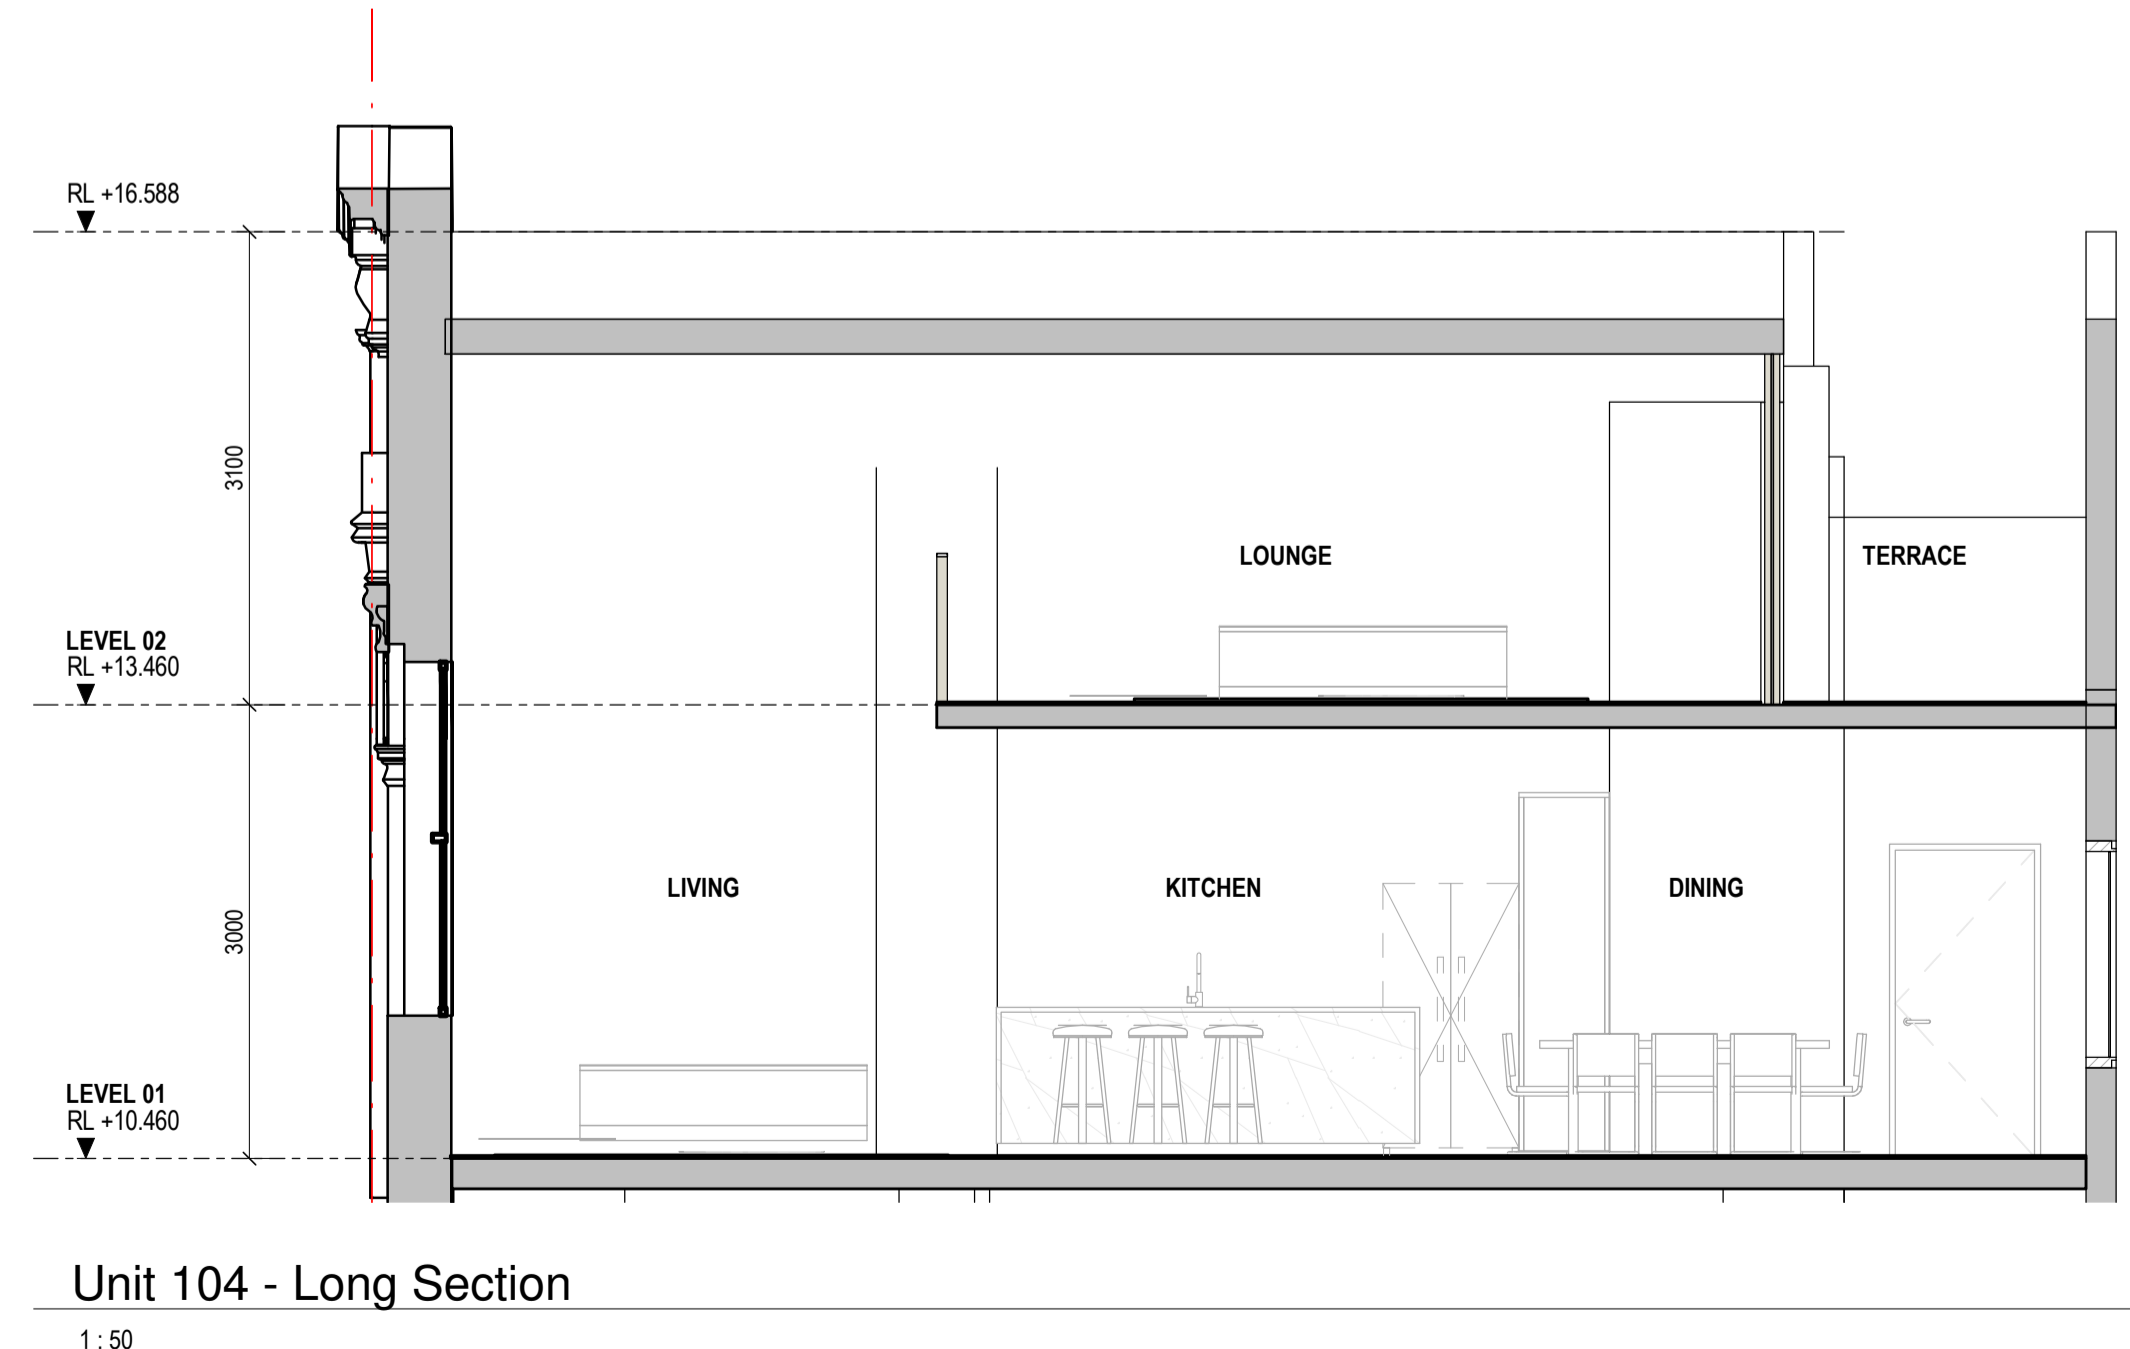 RL +16.588
3100
LOUNGE
TERRACE
LEVEL 02
RL +13.460
LIVING
KITCHEN
DINING
3000
LEVEL 01
RL +10.460
Unit 104 - Long Section
1 : 50